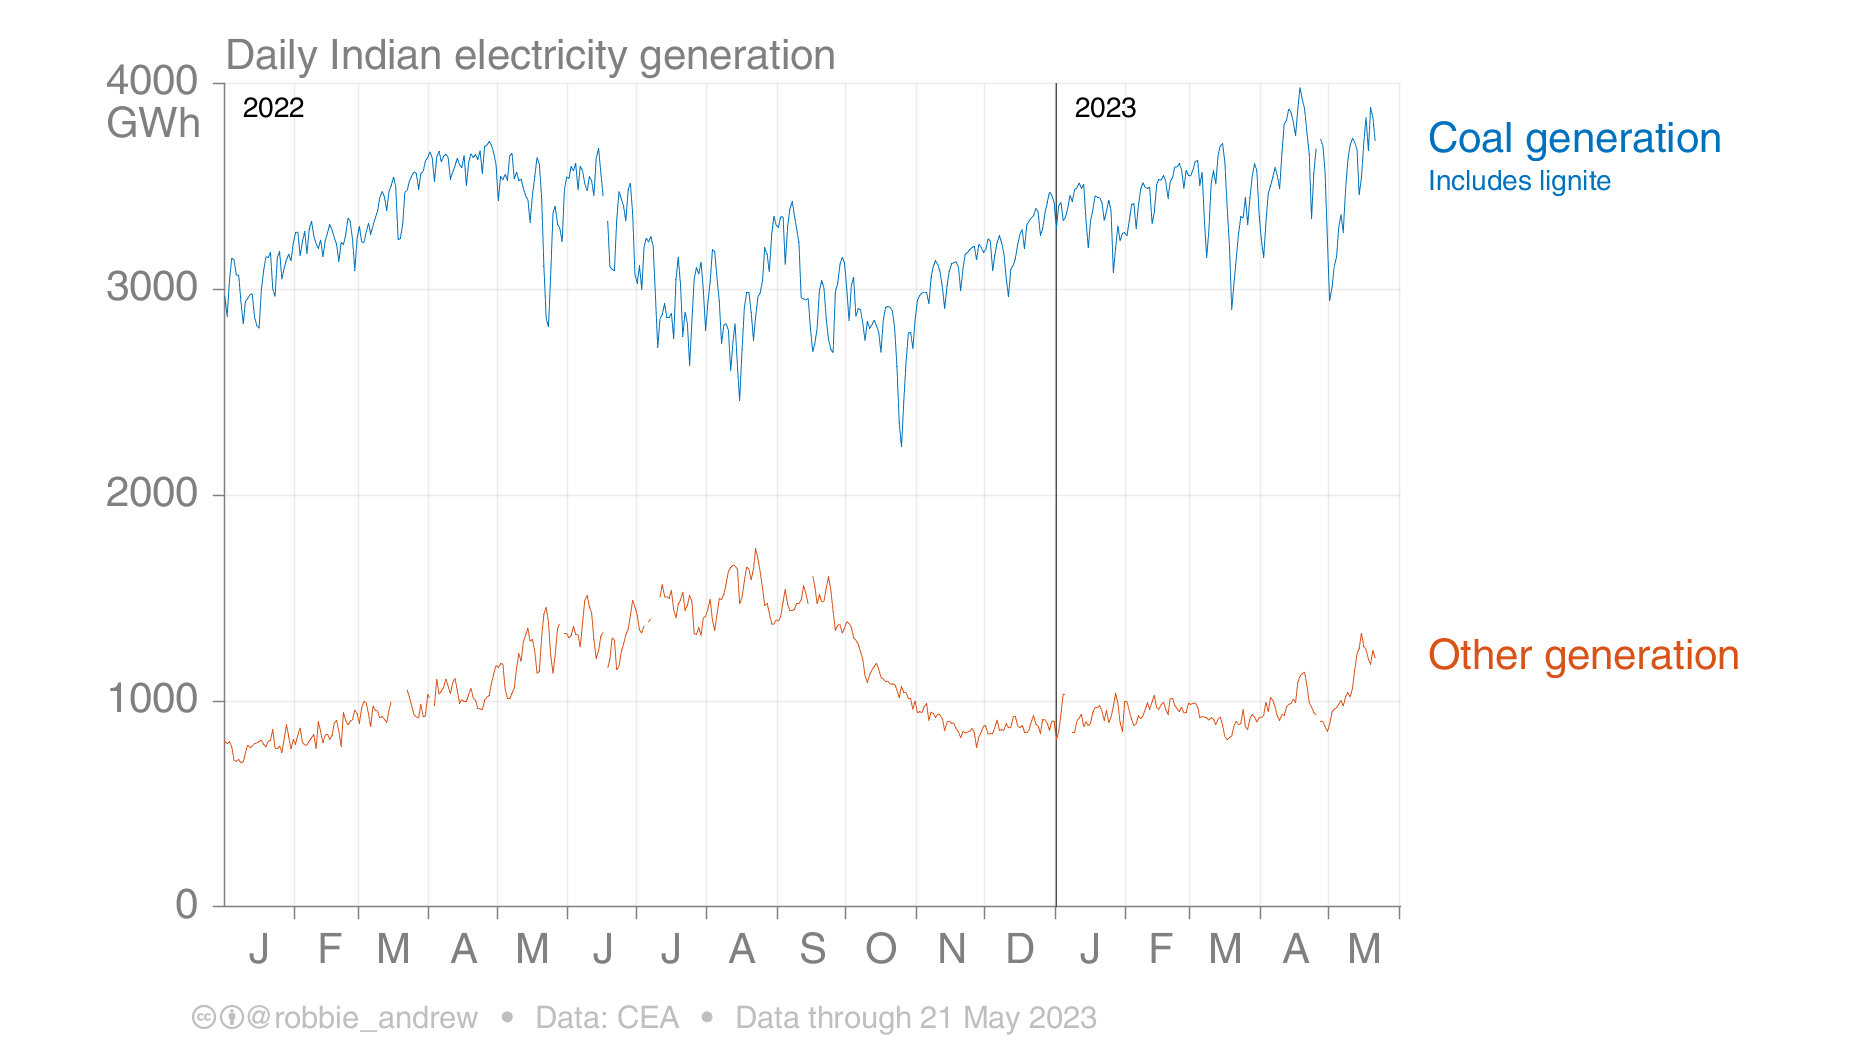 Daily Indian electricity generation
4000
GWh
2022
2023
Coal generation
Includes lignite
3000
2000
Other generation
1000
0
J F M A M J J A S O N D J F M A M
cc @robbie_andrew • Data: CEA • Data through 21 May 2023